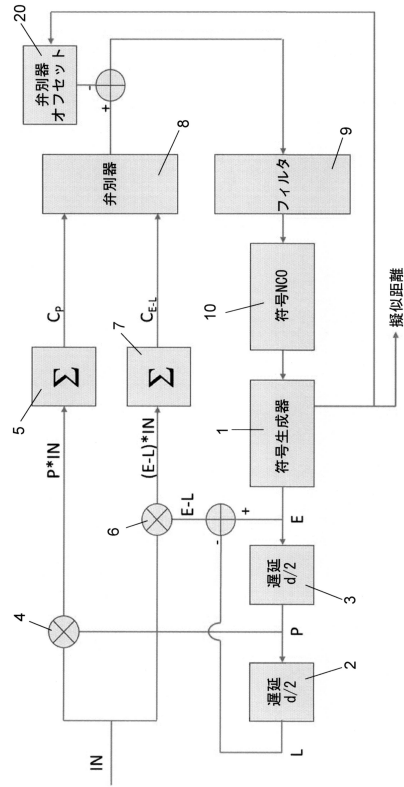 20
弁別器
オフセット
-
+
8
弁別器
9
フィルタ
CP
CE-L
5
Σ
7
Σ
10
符号NCO
P*IN
(E-L)*IN
1
符号生成器
擬似距離
4
6
E-L
-
+
E
遅延
d/2
3
P
IN
遅延
d/2
2
L